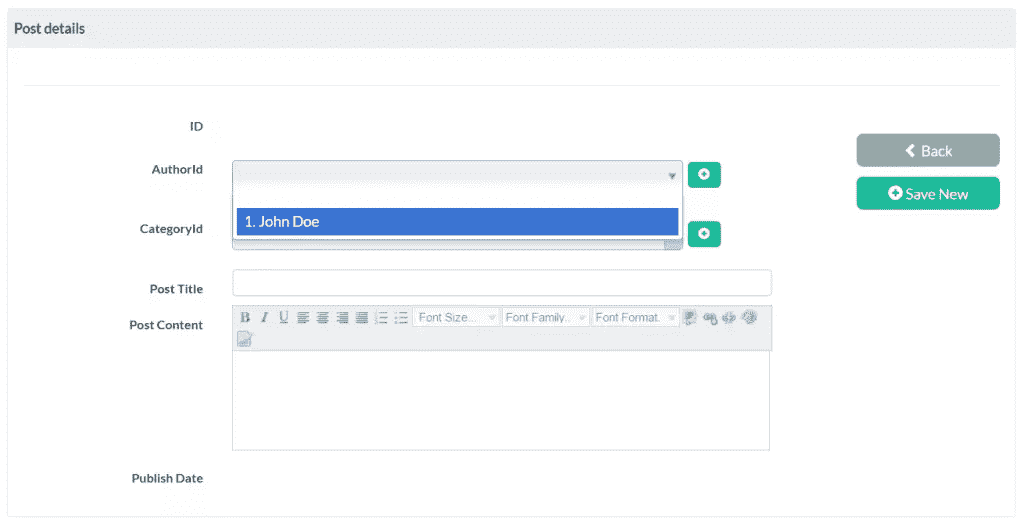 Post details
ID
Back
AuthorId
Save New
1. John Doe
CategoryId
Post Title
Post Content
B I U Font Size... Font Family.. Font Format.
Publish Date